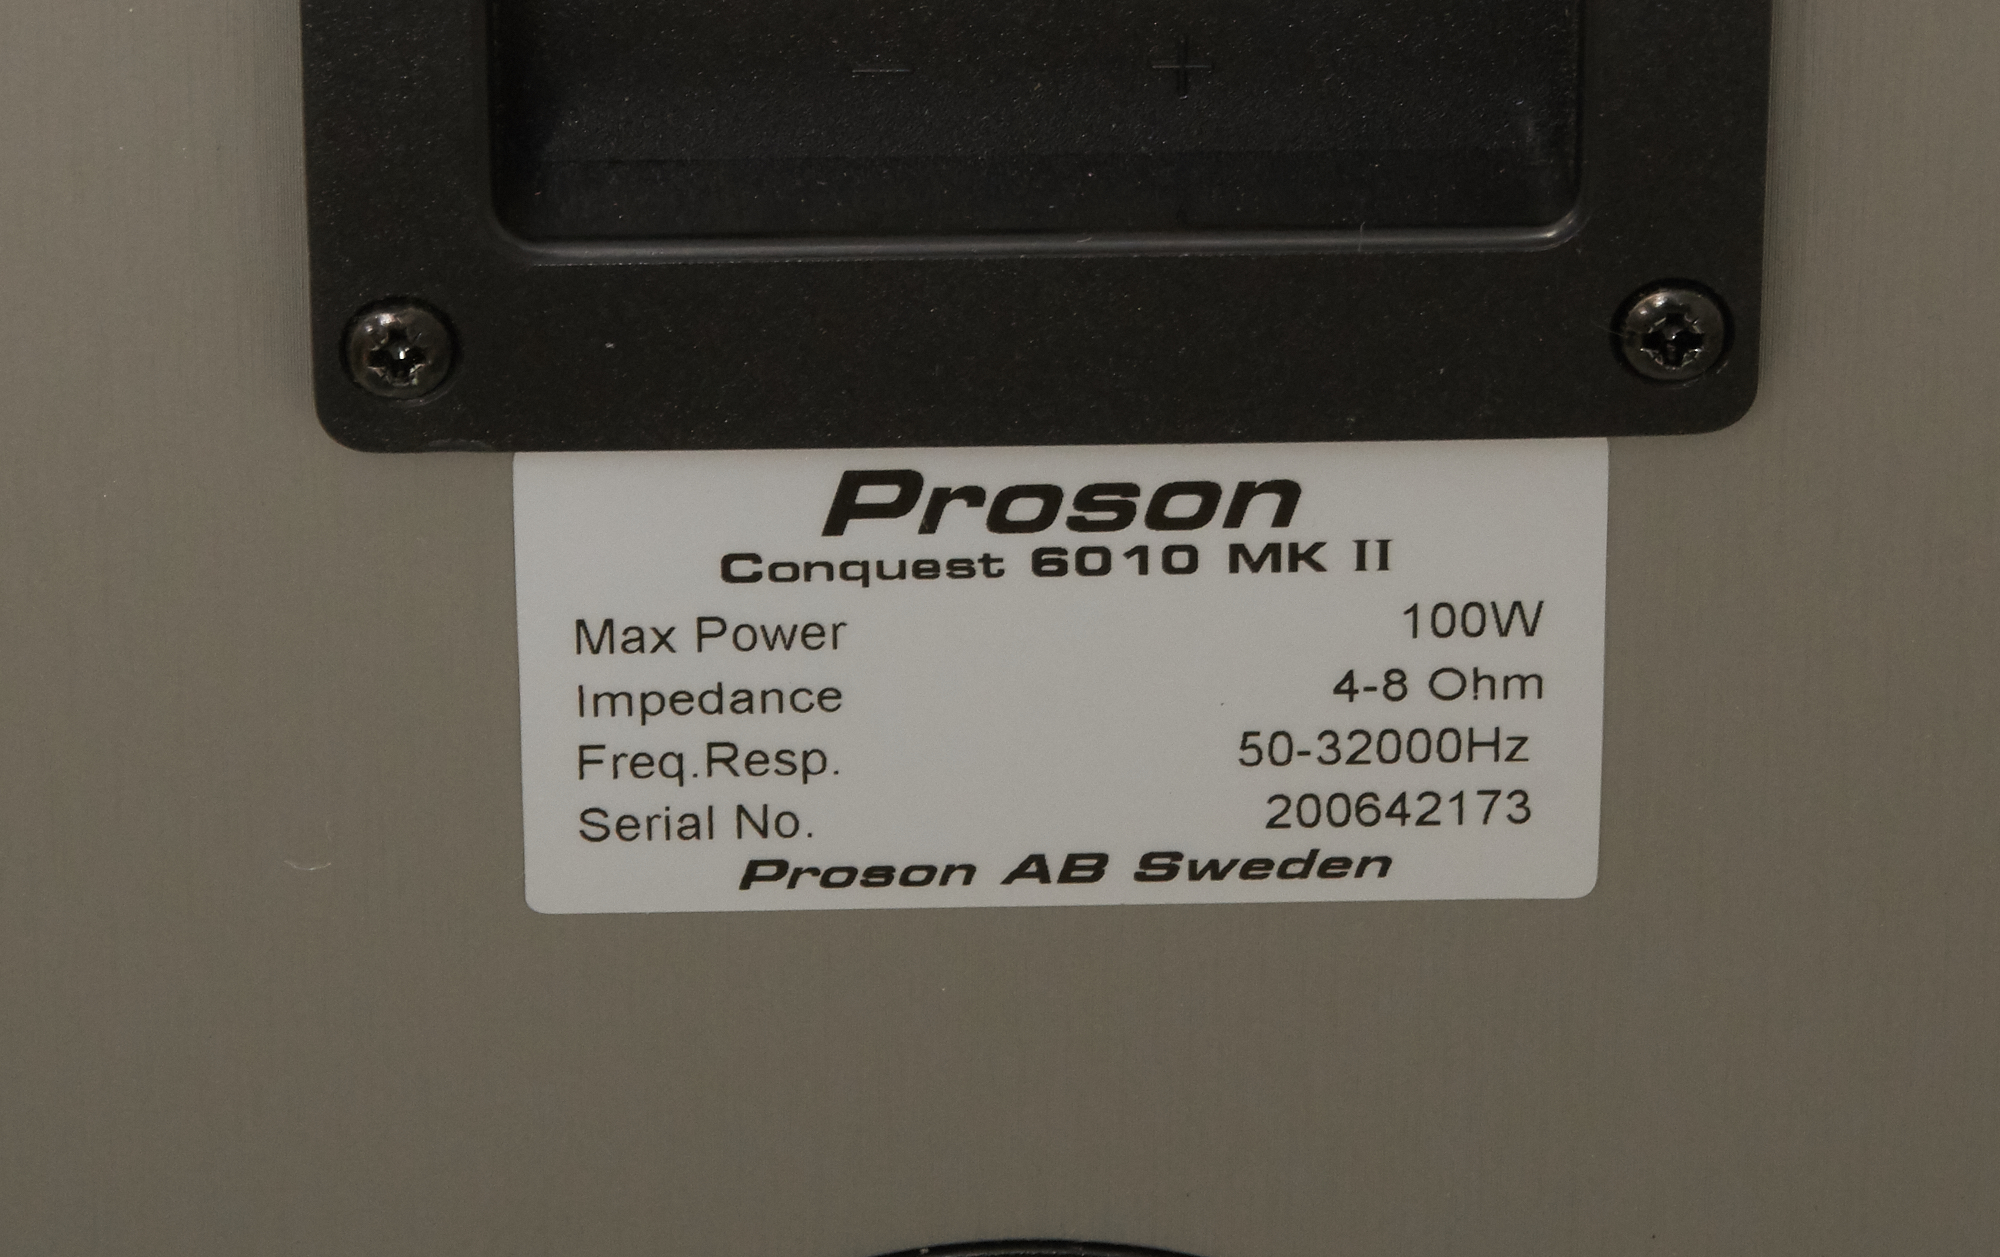 - +
Proson
Conquest 6010 MK II
Max Power 100W
Impedance 4-8 Ohm
Freq.Resp. 50-32000Hz
Serial No. 200642173
Proson AB Sweden